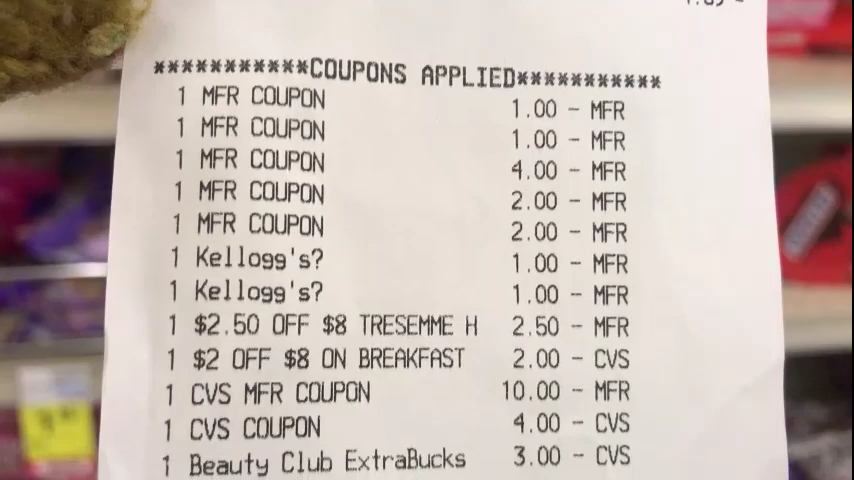 ***********COUPONS APPLIED***********
1 MFR COUPON 1.00 - MFR
1 MFR COUPON 1.00 - MFR
1 MFR COUPON 4.00 - MFR
1 MFR COUPON 2.00 - MFR
1 MFR COUPON 2.00 - MFR
1 Kellogg's? 1.00 - MFR
1 Kellogg's? 1.00 - MFR
1 $2.50 OFF $8 TRESEMME H 2.50 - MFR
1 $2 OFF $8 ON BREAKFAST 2.00 - CVS
1 CVS MFR COUPON 10.00 - MFR
1 CVS COUPON 4.00 - CVS
1 Beauty Club ExtraBucks 3.00 - CVS